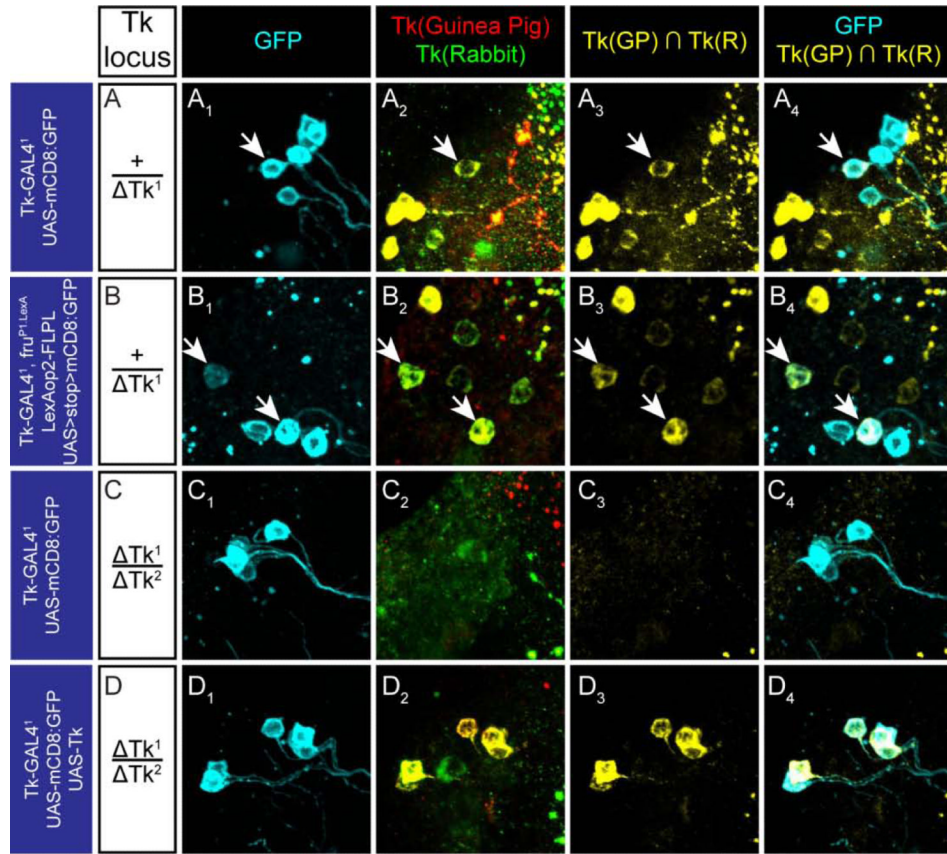 Tk
locus
GFP
Tk(Guinea Pig)
Tk(Rabbit)
Tk(GP) ∩ Tk(R)
GFP
Tk(GP) ∩ Tk(R)
Tk-GAL4¹
UAS-mCD8:GFP
A
+
ΔTk¹
A₁
A₂
A₃
A₄
Tk-GAL4¹, fruᴾ¹·ᴸᵉˣᴬ
LexAop2-FLPL
UAS>stop>mCD8:GFP
B
+
ΔTk¹
B₁
B₂
B₃
B₄
Tk-GAL4¹
UAS-mCD8:GFP
C
ΔTk¹
ΔTk²
C₁
C₂
C₃
C₄
Tk-GAL4¹
UAS-mCD8:GFP
UAS-Tk
D
ΔTk¹
ΔTk²
D₁
D₂
D₃
D₄